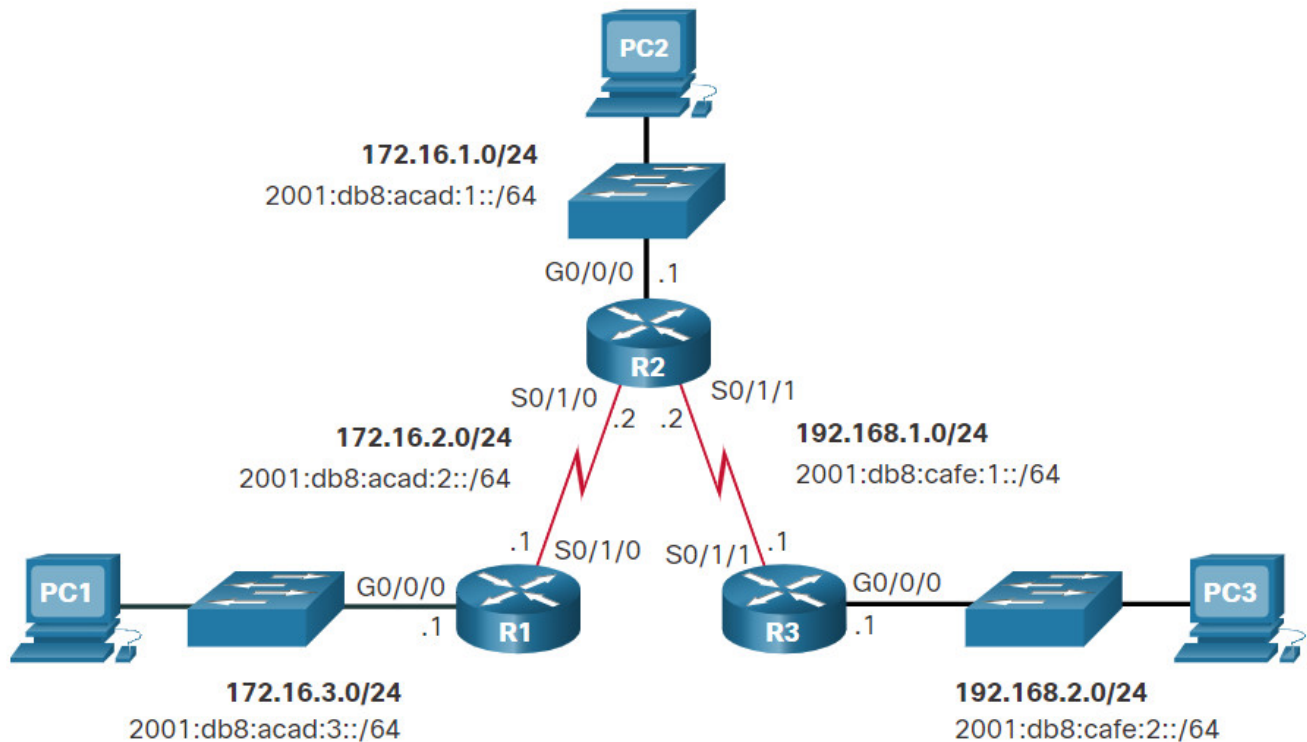 PC2
172.16.1.0/24
2001:db8:acad:1::/64
G0/0/0
.1
R2
S0/1/0
.2
.2
S0/1/1
172.16.2.0/24
2001:db8:acad:2::/64
192.168.1.0/24
2001:db8:cafe:1::/64
.1
S0/1/0
S0/1/1
.1
PC1
G0/0/0
.1
R1
R3
G0/0/0
.1
PC3
172.16.3.0/24
2001:db8:acad:3::/64
192.168.2.0/24
2001:db8:cafe:2::/64